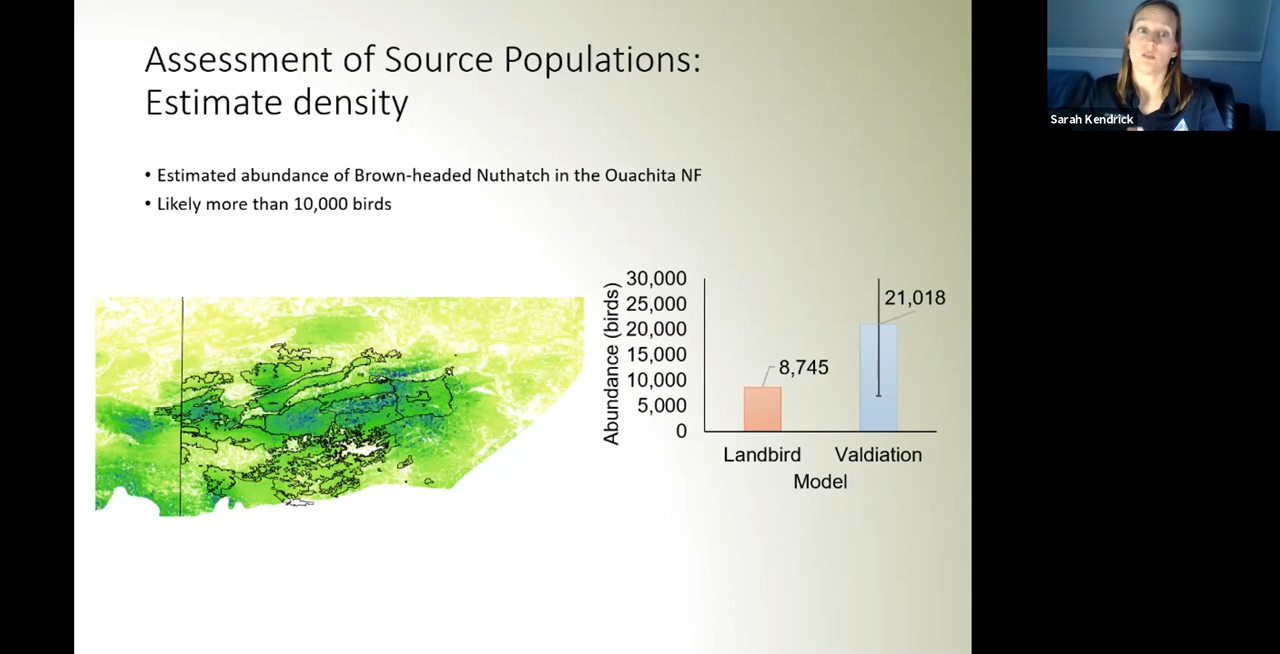 Assessment of Source Populations:
Estimate density
• Estimated abundance of Brown-headed Nuthatch in the Ouachita NF
• Likely more than 10,000 birds
Abundance (birds)
30,000
25,000
20,000
15,000
10,000
5,000
0
21,018
8,745
Landbird
Valdiation
Model
Sarah Kendrick